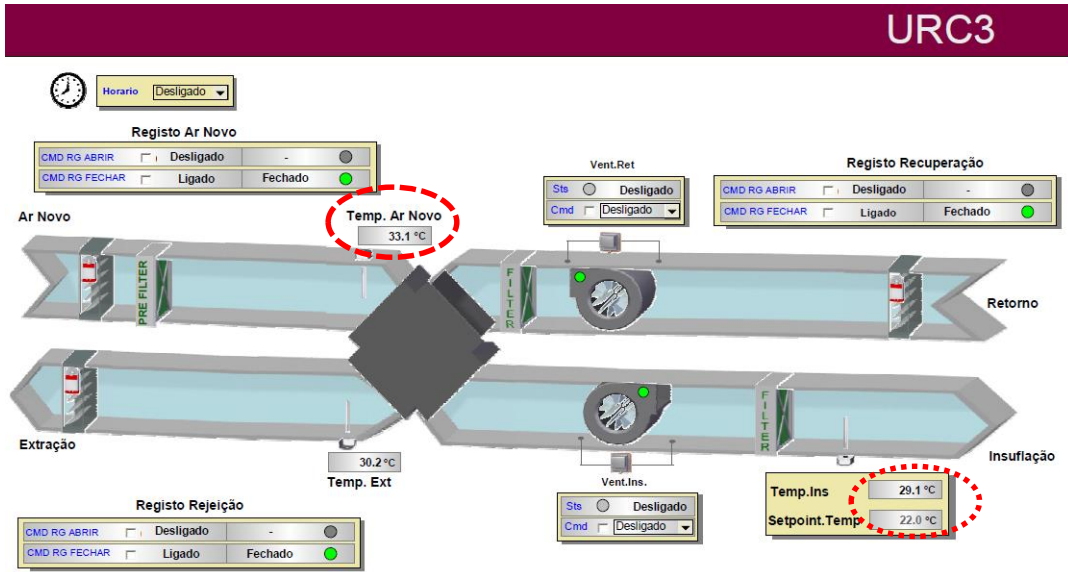 URC3
Horario Desligado
Registo Ar Novo
CMD RG ABRIR Desligado -
CMD RG FECHAR Ligado Fechado
Vent.Ret
Sts Desligado
Cmd Desligado
Registo Recuperação
CMD RG ABRIR Desligado -
CMD RG FECHAR Ligado Fechado
Ar Novo
Temp. Ar Novo
33.1 °C
PRE FILTER
FILTER
Retorno
Extração
30.2 °C
Temp. Ext
FILTER
Insuflação
Vent.Ins.
Sts Desligado
Cmd Desligado
Temp.Ins 29.1 °C
Setpoint.Temp 22.0 °C
Registo Rejeição
CMD RG ABRIR Desligado -
CMD RG FECHAR Ligado Fechado